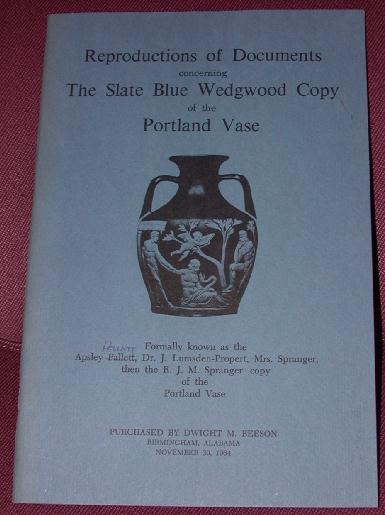 Reproductions of Documents
concerning
The Slate Blue Wedgwood Copy
of the
Portland Vase
Pellatt
Formally known as the
Apsley Pallott, Dr. J. Lumsden-Propert, Mrs. Spranger,
then the E. J. M. Spranger copy
of the
Portland Vase
PURCHASED BY DWIGHT M. BEESON
BIRMINGHAM, ALABAMA
NOVEMBER 30, 1964